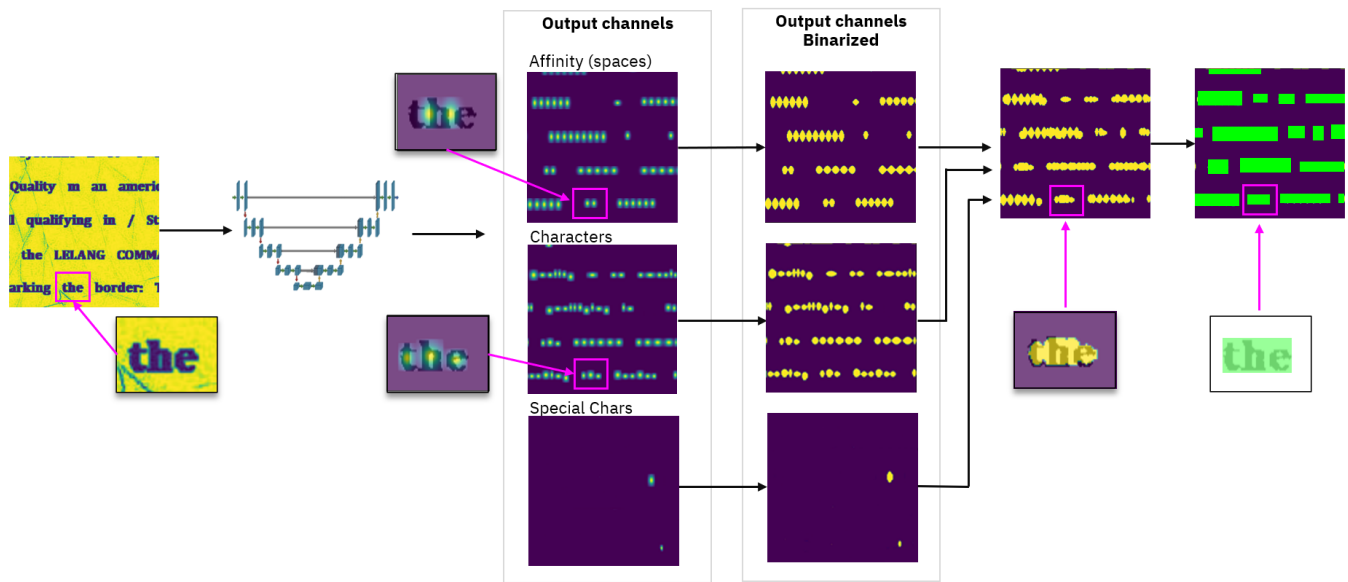 Output channels
Output channels
Binarized
Affinity (spaces)
the
Quality m an americ
l qualifying in / St
the LELANG COMMA
arking the border: T
the
Characters
the
Special Chars
the
the